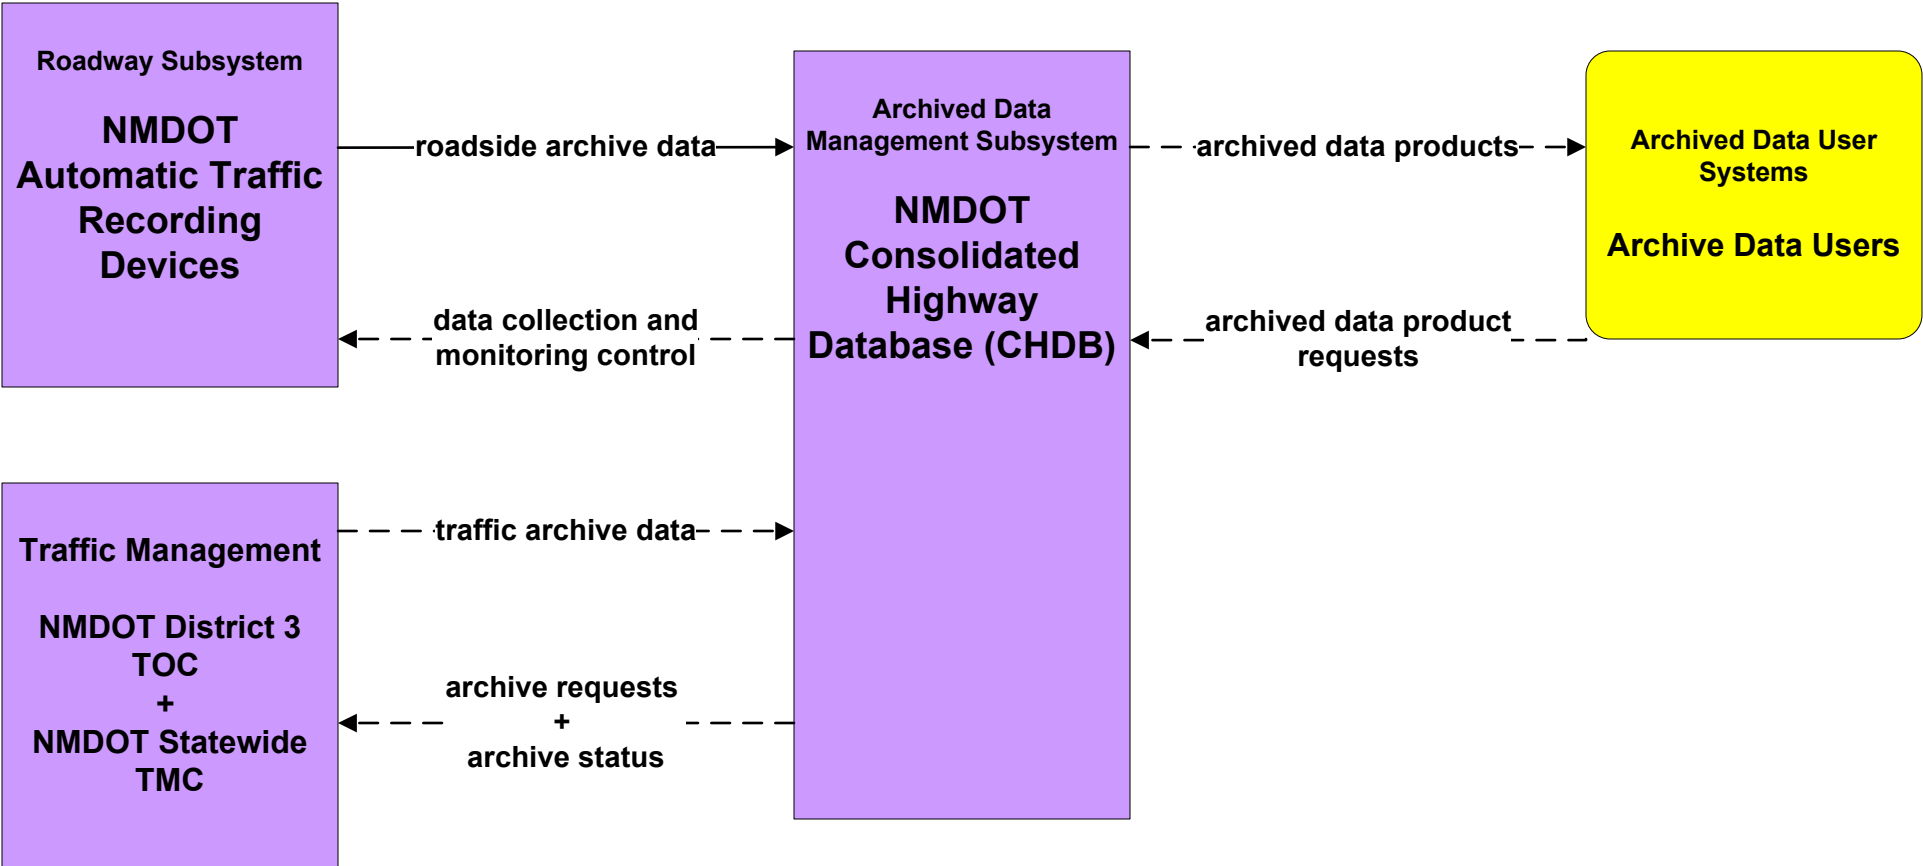 Roadway Subsystem
NMDOT
Automatic Traffic
Recording
Devices
roadside archive data
data collection and
monitoring control
Traffic Management
NMDOT District 3
TOC
+
NMDOT Statewide
TMC
traffic archive data
archive requests
+
archive status
Archived Data
Management Subsystem
NMDOT
Consolidated
Highway
Database (CHDB)
archived data products
archived data product
requests
Archived Data User
Systems
Archive Data Users